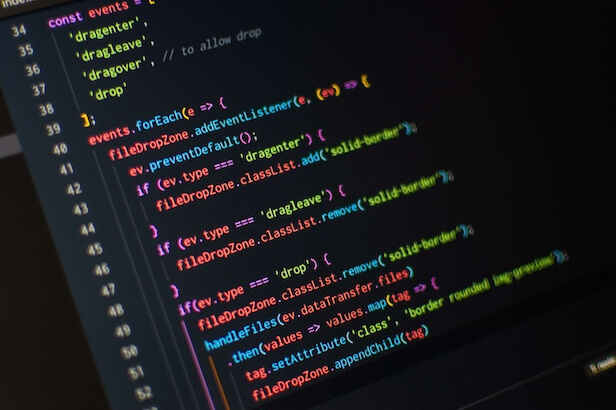 34 const events = [
35 'dragenter',
36 'dragleave',
37 'dragover', // to allow drop
38 'drop'
39 ];
40 events.forEach(e => {
41 fileDropZone.addEventListener(e, (ev) => {
42 ev.preventDefault();
43 if (ev.type === 'dragenter') {
44 fileDropZone.classList.add('solid-border');
45 }
46 if (ev.type === 'dragleave') {
47 fileDropZone.classList.remove('solid-border');
48 }
49 if(ev.type === 'drop') {
50 fileDropZone.classList.remove('solid-border');
51 handleFiles(ev.dataTransfer.files)
52 .then(values => values.map(tag => {
tag.setAttribute('class', 'border rounded img-preview');
fileDropZone.appendChild(tag)